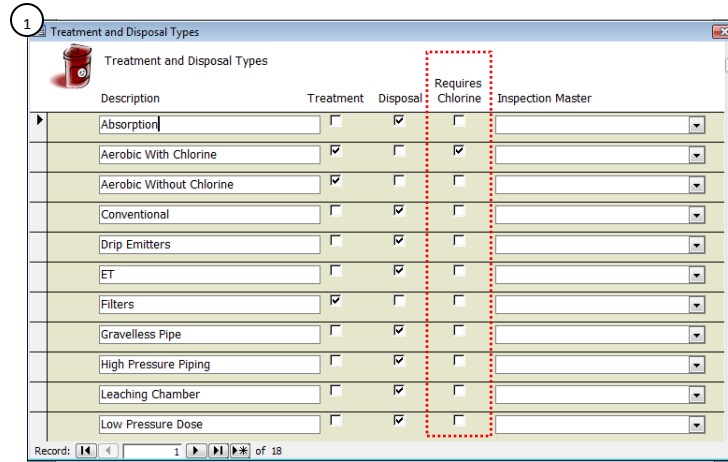 1
Treatment and Disposal Types
Treatment and Disposal Types
Requires
Description Treatment Disposal Chlorine Inspection Master
Absorption
Aerobic With Chlorine
Aerobic Without Chlorine
Conventional
Drip Emitters
ET
Filters
Gravelless Pipe
High Pressure Piping
Leaching Chamber
Low Pressure Dose
Record: 1 of 18